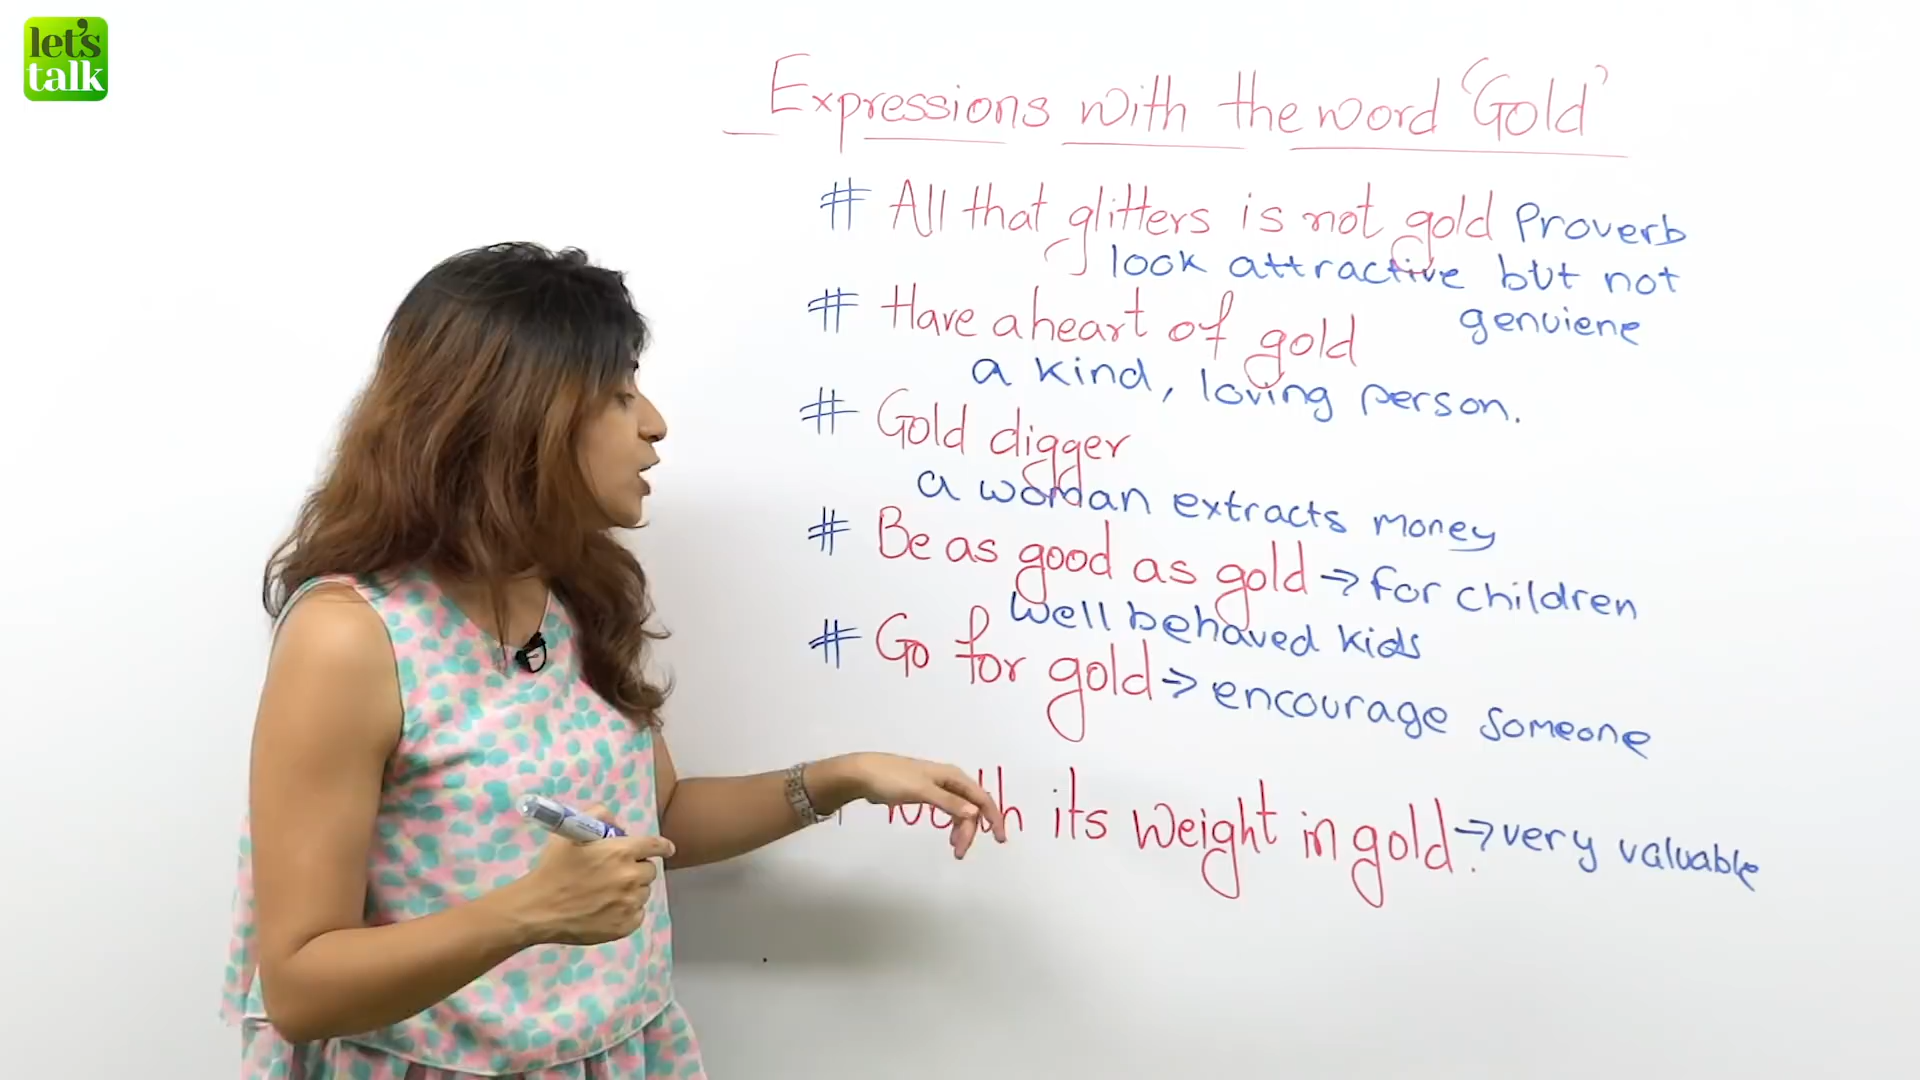 let's
talk
Expressions with the word 'Gold'
# All that glitters is not gold Proverb
look attractive but not
genuiene
# Have a heart of gold
a kind, loving person.
# Gold digger
a woman extracts money
# Be as good as gold → for children
well behaved kids
# Go for gold → encourage someone
its weight in gold. → very valuable